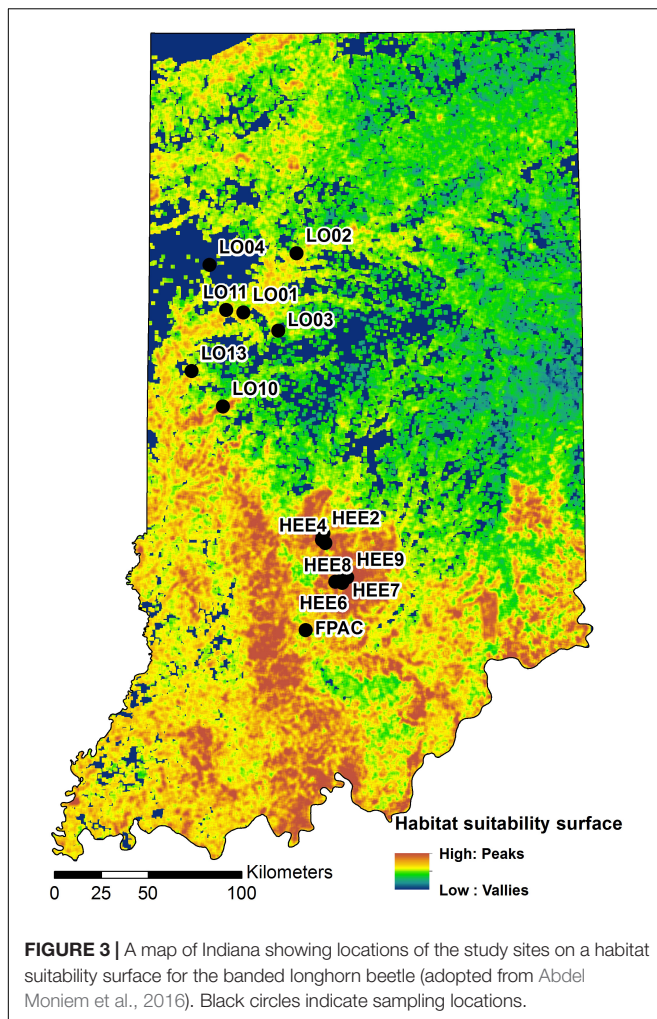 LO04
LO02
LO11
LO01
LO03
LO13
LO10
HEE4
HEE2
HEE8
HEE9
HEE6
HEE7
FPAC
Habitat suitability surface
High: Peaks
Low : Vallies
Kilometers
0 25 50 100
FIGURE 3 | A map of Indiana showing locations of the study sites on a habitat
suitability surface for the banded longhorn beetle (adopted from Abdel
Moniem et al., 2016). Black circles indicate sampling locations.